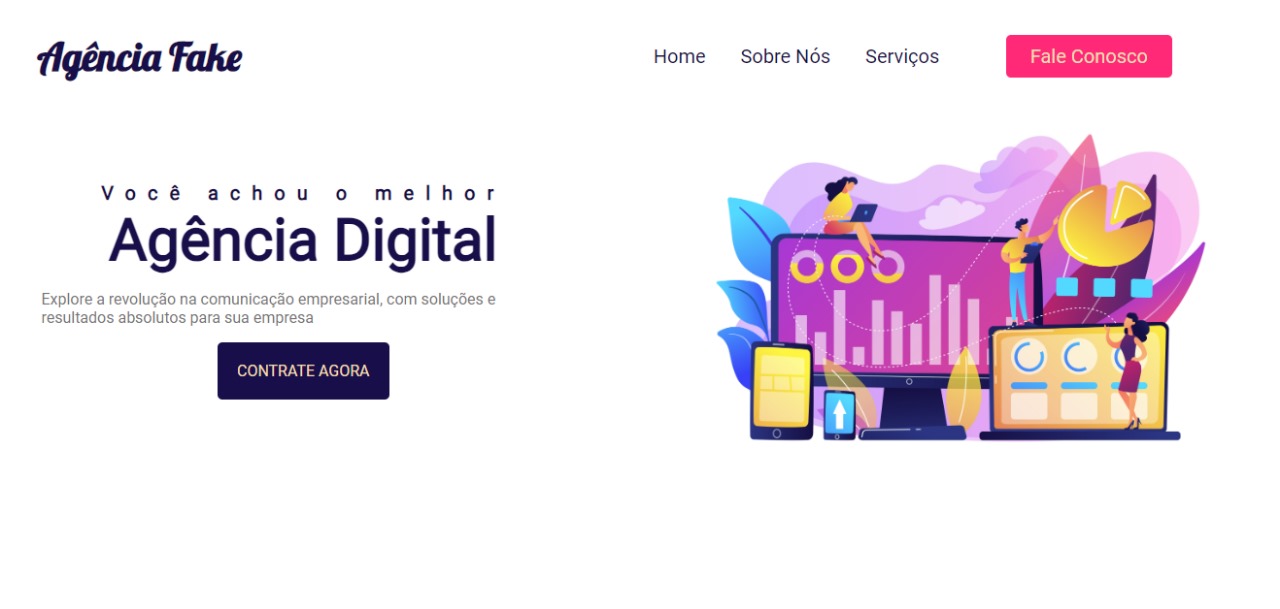 Agência Fake
Home Sobre Nós Serviços Fale Conosco
Você achou o melhor
Agência Digital
Explore a revolução na comunicação empresarial, com soluções e
resultados absolutos para sua empresa
CONTRATE AGORA